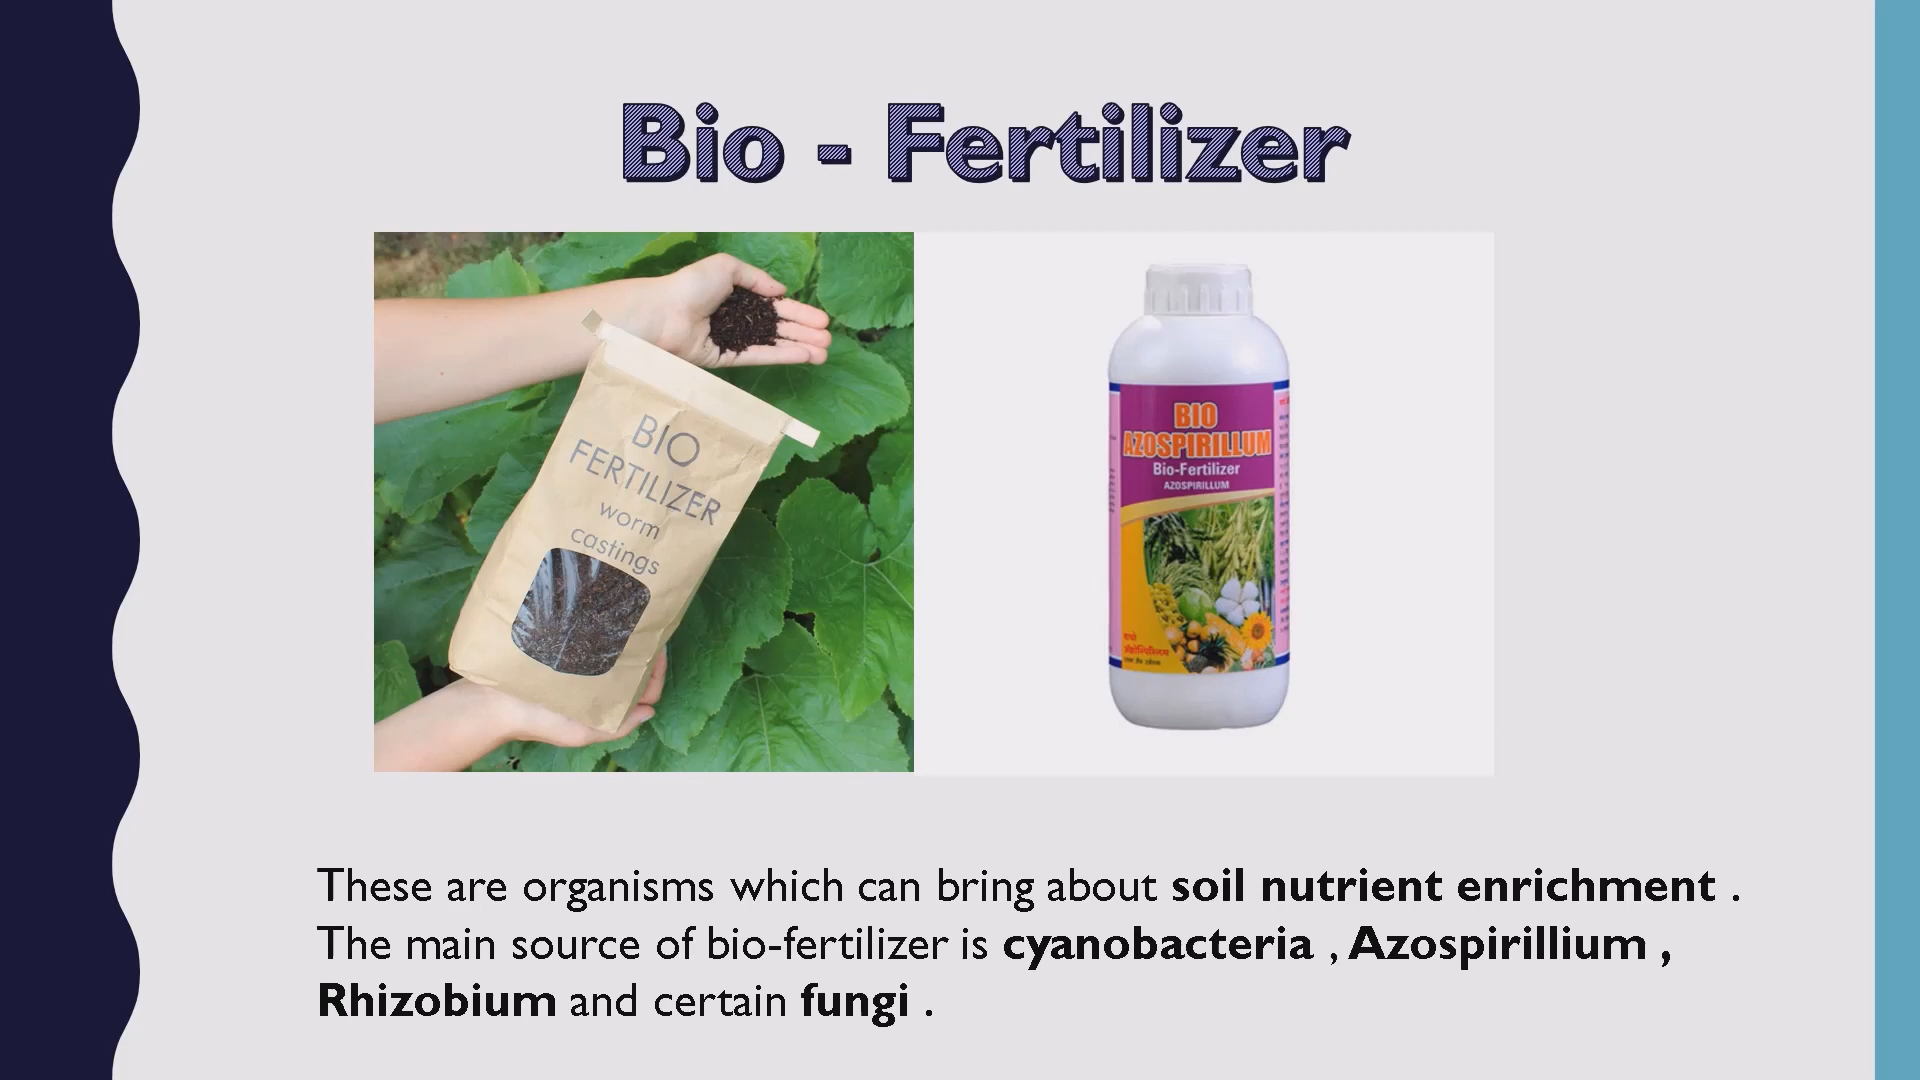 Bio - Fertilizer
BIO
FERTILIZER
worm
castings
BIO
AZOSPIRILLUM
Bio-Fertilizer
AZOSPIRILLUM
These are organisms which can bring about soil nutrient enrichment .
The main source of bio-fertilizer is cyanobacteria , Azospirillium ,
Rhizobium and certain fungi .